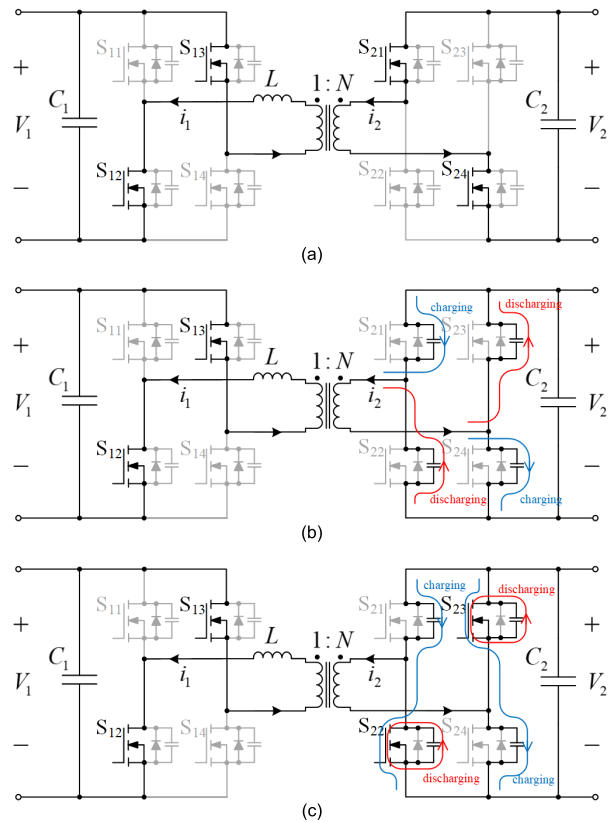 S11 S13 S21 S23
+ C1 V1 − L 1:N i1 i2 C2 + V2 −
S12 S14 S22 S24
(a)
charging discharging
S11 S13 S21 S23
+ C1 V1 − L 1:N i1 i2 C2 + V2 −
S12 S14 S22 S24
discharging charging
(b)
charging discharging
S11 S13 S21 S23
+ C1 V1 − L 1:N i1 i2 C2 + V2 −
S12 S14 S22 S24
discharging charging
(c)